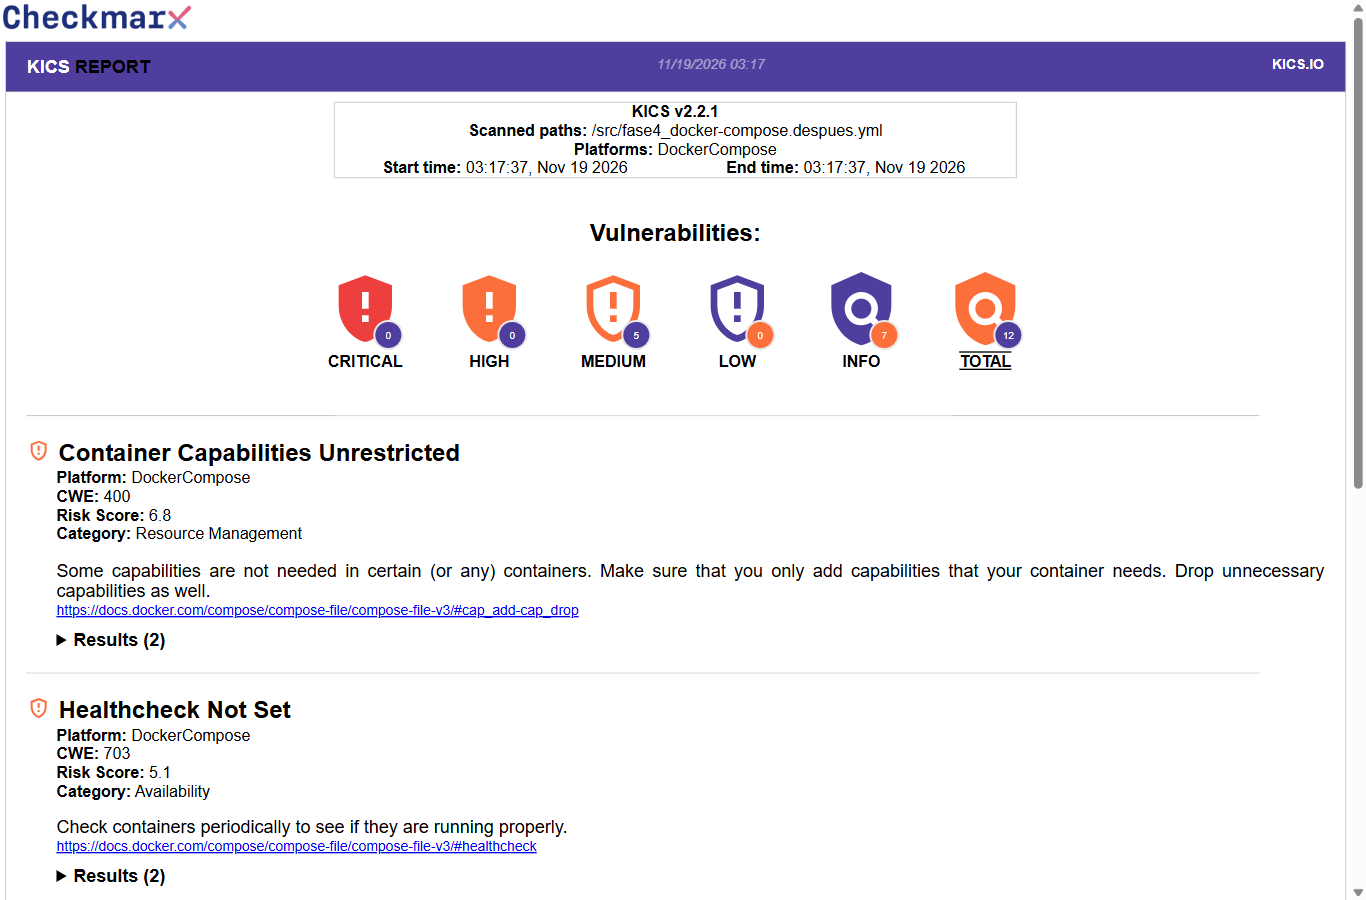 Checkmarx
KICS REPORT
11/19/2026 03:17
KICS.IO
KICS v2.2.1
Scanned paths: /src/fase4_docker-compose.despues.yml
Platforms: DockerCompose
Start time: 03:17:37, Nov 19 2026
End time: 03:17:37, Nov 19 2026
Vulnerabilities:
0
0
5
0
7
12
CRITICAL
HIGH
MEDIUM
LOW
INFO
TOTAL
Container Capabilities Unrestricted
Platform: DockerCompose
CWE: 400
Risk Score: 6.8
Category: Resource Management
Some capabilities are not needed in certain (or any) containers. Make sure that you only add capabilities that your container needs. Drop unnecessary
capabilities as well.
https://docs.docker.com/compose/compose-file/compose-file-v3/#cap_add-cap_drop
Results (2)
Healthcheck Not Set
Platform: DockerCompose
CWE: 703
Risk Score: 5.1
Category: Availability
Check containers periodically to see if they are running properly.
https://docs.docker.com/compose/compose-file/compose-file-v3/#healthcheck
Results (2)